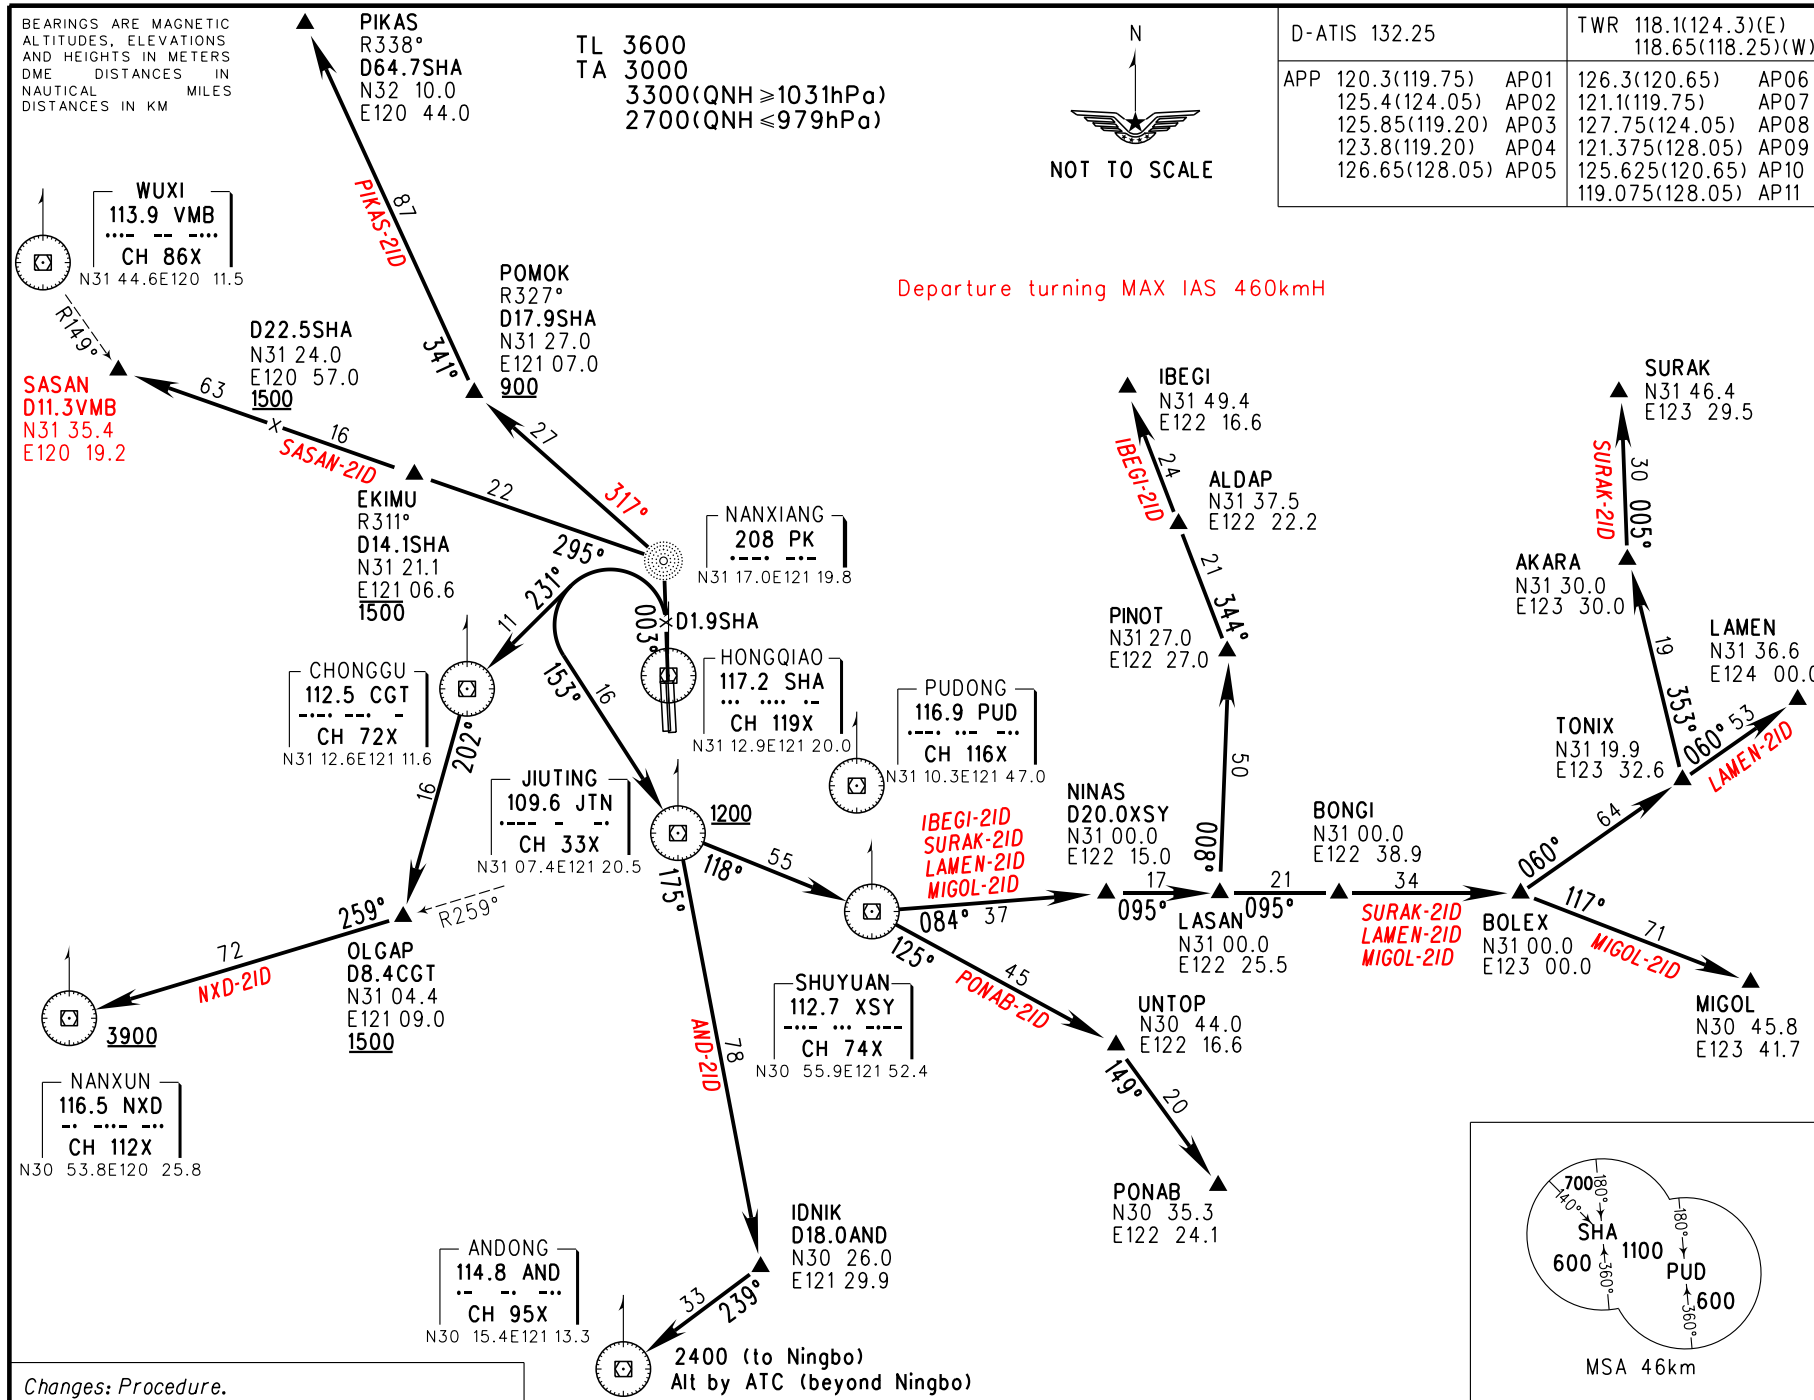 BEARINGS ARE MAGNETIC
ALTITUDES, ELEVATIONS
AND HEIGHTS IN METERS
DME DISTANCES IN
NAUTICAL MILES
DISTANCES IN KM
PIKAS
R338°
D64.7SHA
N32 10.0
E120 44.0
TL 3600
TA 3000
3300(QNH ≥1031hPa)
2700(QNH ≤979hPa)
N
NOT TO SCALE
D-ATIS 132.25
TWR 118.1(124.3)(E)
118.65(118.25)(W)
APP 120.3(119.75) AP01
125.4(124.05) AP02
125.85(119.20) AP03
123.8(119.20) AP04
126.65(128.05) AP05
126.3(120.65) AP06
121.1(119.75) AP07
127.75(124.05) AP08
121.375(128.05) AP09
125.625(120.65) AP10
119.075(128.05) AP11
Departure turning MAX IAS 460kmH
WUXI
113.9 VMB
CH 86X
N31 44.6E120 11.5
R149°
87
PIKAS-21D
341°
POMOK
R327°
D17.9SHA
N31 27.0
E121 07.0
900
D22.5SHA
N31 24.0
E120 57.0
1500
SASAN
D11.3VMB
N31 35.4
E120 19.2
63
16
SASAN-21D
27
317°
22
295°
EKIMU
R311°
D14.1SHA
N31 21.1
E121 06.6
1500
NANXIANG
208 PK
N31 17.0E121 19.8
231°
11
003°
D1.9SHA
CHONGGU
112.5 CGT
CH 72X
N31 12.6E121 11.6
153°
16
HONGQIAO
117.2 SHA
CH 119X
N31 12.9E121 20.0
202°
16
JIUTING
109.6 JTN
CH 33X
N31 07.4E121 20.5
1200
PUDONG
116.9 PUD
CH 116X
N31 10.3E121 47.0
118°
55
175°
259°
R259°
72
NXD-21D
OLGAP
D8.4CGT
N31 04.4
E121 09.0
1500
3900
NANXUN
116.5 NXD
CH 112X
N30 53.8E120 25.8
AND-21D
78
SHUYUAN
112.7 XSY
CH 74X
N30 55.9E121 52.4
IBEGI-21D
SURAK-21D
LAMEN-21D
MIGOL-21D
084° 37
125°
45
PONAB-21D
NINAS
D20.0XSY
N31 00.0
E122 15.0
17
095°
LASAN
N31 00.0
E122 25.5
21
095°
BONGI
N31 00.0
E122 38.9
34
SURAK-21D
LAMEN-21D
MIGOL-21D
BOLEX
N31 00.0
E123 00.0
IBEGI
N31 49.4
E122 16.6
24
IBEGI-21D
ALDAP
N31 37.5
E122 22.2
21
344°
PINOT
N31 27.0
E122 27.0
50
008°
SURAK
N31 46.4
E123 29.5
30
005°
SURAK-21D
AKARA
N31 30.0
E123 30.0
19
353°
LAMEN
N31 36.6
E124 00.0
TONIX
N31 19.9
E123 32.6
060°
53
LAMEN-21D
64
060°
117°
71
MIGOL-21D
MIGOL
N30 45.8
E123 41.7
UNTOP
N30 44.0
E122 16.6
149°
20
PONAB
N30 35.3
E122 24.1
IDNIK
D18.0AND
N30 26.0
E121 29.9
33
239°
ANDONG
114.8 AND
CH 95X
N30 15.4E121 13.3
2400 (to Ningbo)
Alt by ATC (beyond Ningbo)
700
180°
140°
SHA
180°
600
1100
PUD
360°
600
360°
MSA 46km
Changes: Procedure.